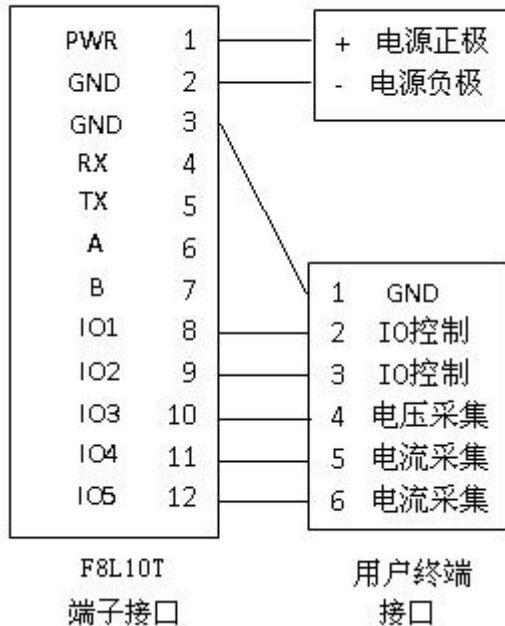 PWR 1
GND 2
GND 3
RX 4
TX 5
A 6
B 7
IO1 8
IO2 9
IO3 10
IO4 11
IO5 12
F8L10T
端子接口
+ 电源正极
- 电源负极
1 GND
2 IO控制
3 IO控制
4 电压采集
5 电流采集
6 电流采集
用户终端
接口